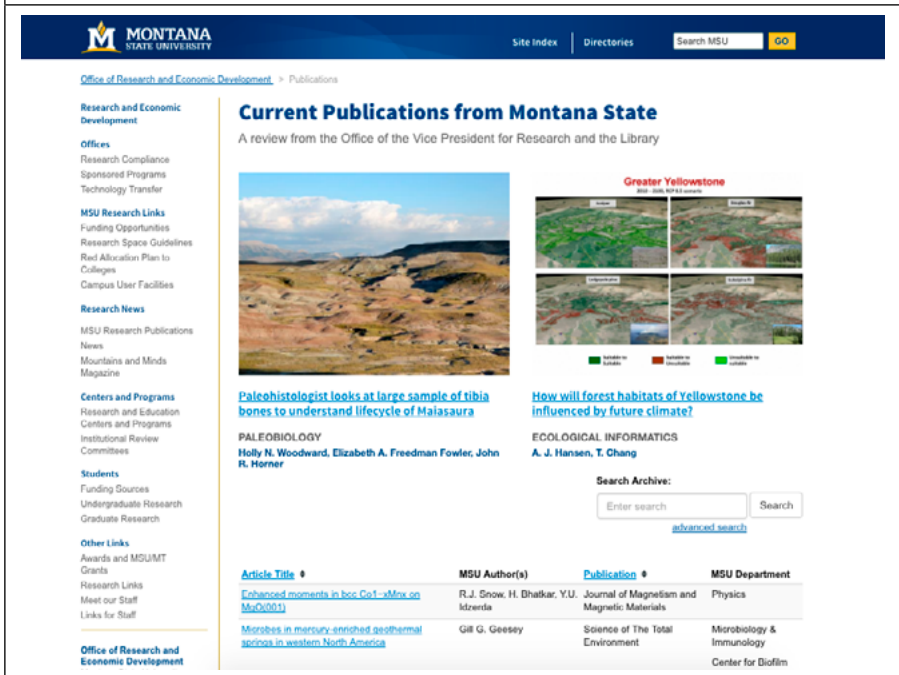 MONTANA
STATE UNIVERSITY
Site Index
Directories
Search MSU
GO
Office of Research and Economic Development > Publications
Research and Economic
Development
Offices
Research Compliance
Sponsored Programs
Technology Transfer
MSU Research Links
Funding Opportunities
Research Space Guidelines
Red Allocation Plan to
Colleges
Campus User Facilities
Research News
MSU Research Publications
News
Mountains and Minds
Magazine
Centers and Programs
Research and Education
Centers and Programs
Institutional Review
Committees
Students
Funding Sources
Undergraduate Research
Graduate Research
Other Links
Awards and MSU/MT
Grants
Research Links
Meet our Staff
Links for Staff
Office of Research and
Economic Development
Current Publications from Montana State
A review from the Office of the Vice President for Research and the Library
Greater Yellowstone
Suitable to
Suitable
Suitable to
Unsuitable
Unsuitable to
suitable
Paleohistologist looks at large sample of tibia
bones to understand lifecycle of Maiasaura
PALEOBIOLOGY
Holly N. Woodward, Elizabeth A. Freedman Fowler, John
R. Horner
How will forest habitats of Yellowstone be
influenced by future climate?
ECOLOGICAL INFORMATICS
A. J. Hansen, T. Chang
Search Archive:
Enter search
Search
advanced search
Article Title
MSU Author(s)
Publication
MSU Department
Enhanced moments in bcc Co1−xMnx on
MgO(001)
R.J. Snow, H. Bhatkar, Y.U.
Idzerda
Journal of Magnetism and
Magnetic Materials
Physics
Microbes in mercury-enriched geothermal
springs in western North America
Gill G. Geesey
Science of The Total
Environment
Microbiology &
Immunology
Center for Biofilm